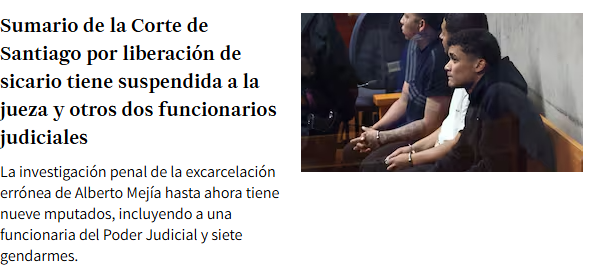 Sumario de la Corte de
Santiago por liberación de
sicario tiene suspendida a la
jueza y otros dos funcionarios
judiciales
La investigación penal de la excarcelación
errónea de Alberto Mejía hasta ahora tiene
nueve mputados, incluyendo a una
funcionaria del Poder Judicial y siete
gendarmes.